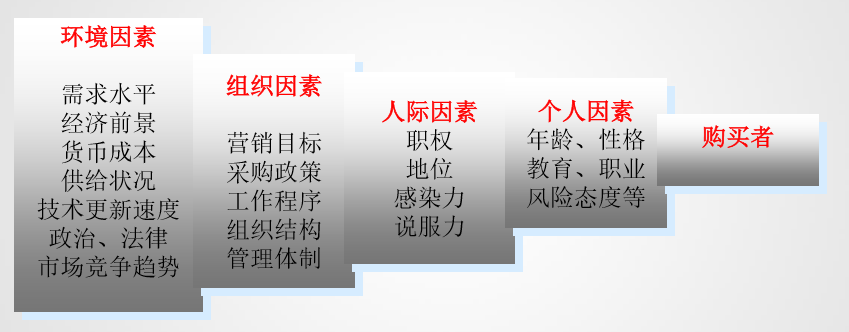 环境因素
需求水平
经济前景
货币成本
供给状况
技术更新速度
政治、法律
市场竞争趋势
组织因素
营销目标
采购政策
工作程序
组织结构
管理体制
人际因素
职权
地位
感染力
说服力
个人因素
年龄、性格
教育、职业
风险态度等
购买者